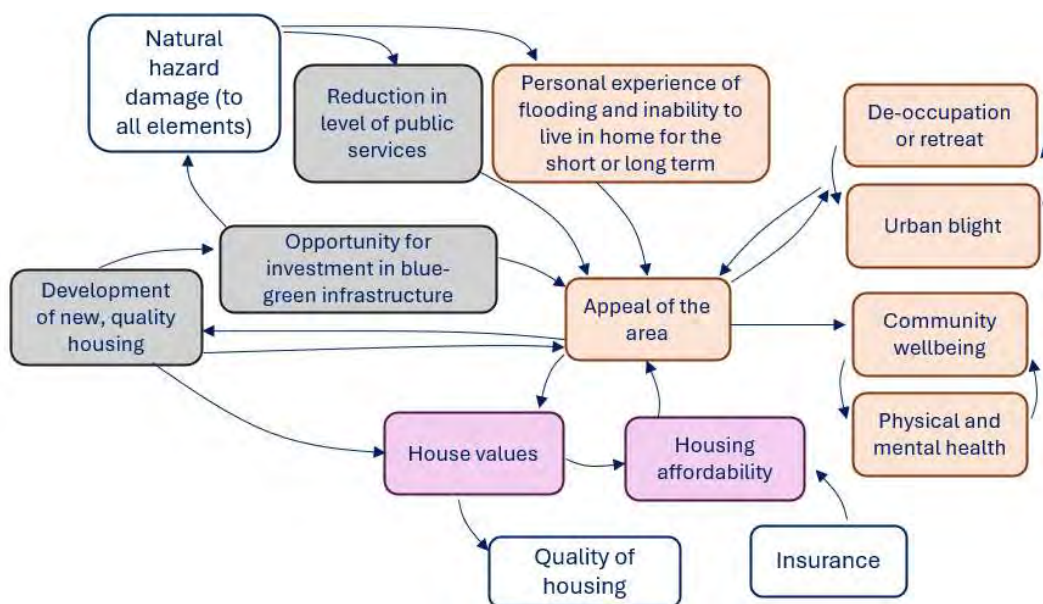 Natural
hazard
damage (to
all elements)
Reduction in
level of public
services
Personal experience of
flooding and inability to
live in home for the
short or long term
De-occupation
or retreat
Urban blight
Opportunity for
investment in blue-
green infrastructure
Development
of new, quality
housing
Appeal of the
area
Community
wellbeing
Physical and
mental health
House values
Housing
affordability
Quality of
housing
Insurance